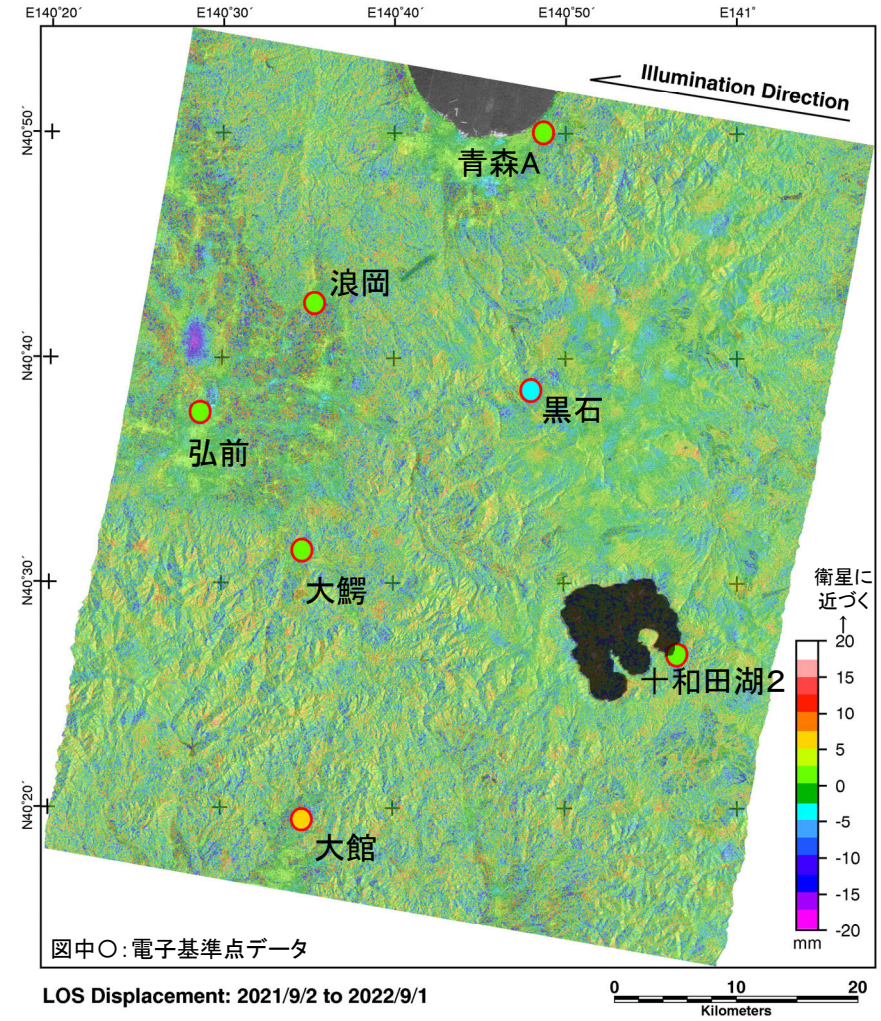 E140˚20′ E140˚30′ E140˚40′ E140˚50′ E141˚
Illumination Direction
N40˚50′
青森A
浪岡
N40˚40′
黒石
弘前
N40˚30′
大鰐
衛星に
近づく
↑
十和田湖2
20
15
10
5
0
-5
-10
-15
-20
mm
N40˚20′
大館
図中〇:電子基準点データ
LOS Displacement: 2021/9/2 to 2022/9/1
0 10 20
Kilometers